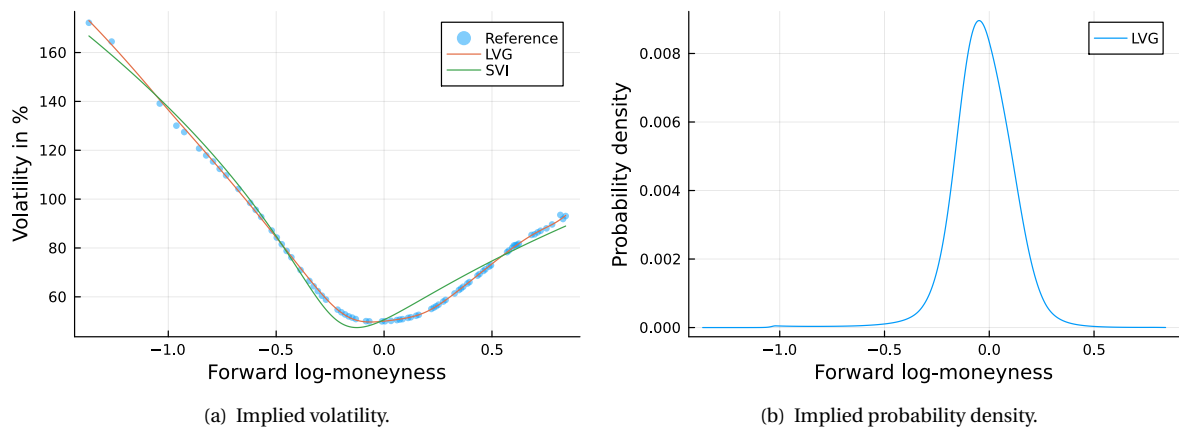 160
140
120
100
80
60
−1.0
−0.5
0.0
0.5
Volatility in %
Forward log-moneyness
Reference
LVG
SVI
(a) Implied volatility.
0.008
0.006
0.004
0.002
0.000
−1.0
−0.5
0.0
0.5
Probability density
Forward log-moneyness
LVG
(b) Implied probability density.